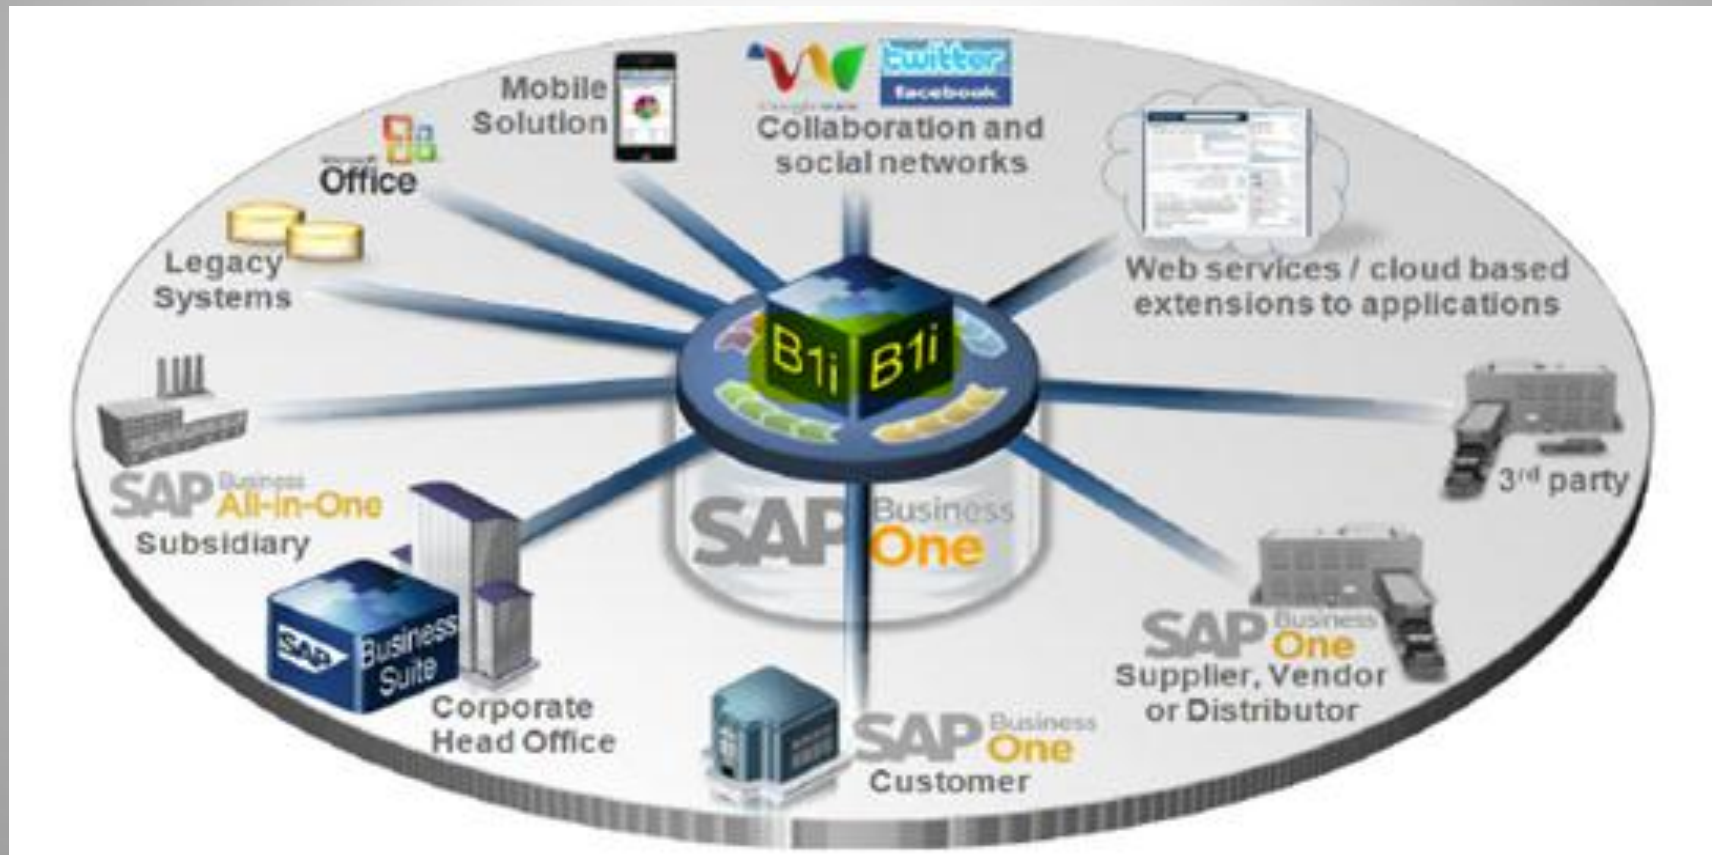 Mobile
Solution
twitter
facebook
Collaboration and
social networks
Microsoft
Office
Legacy
Systems
Web services / cloud based
extensions to applications
B1i
B1i
3rd party
SAP Business
All-in-One
Subsidiary
SAP Business
One
SAP
Business
Suite
Corporate
Head Office
SAP Business
One
Supplier, Vendor
or Distributor
SAP Business
One
Customer